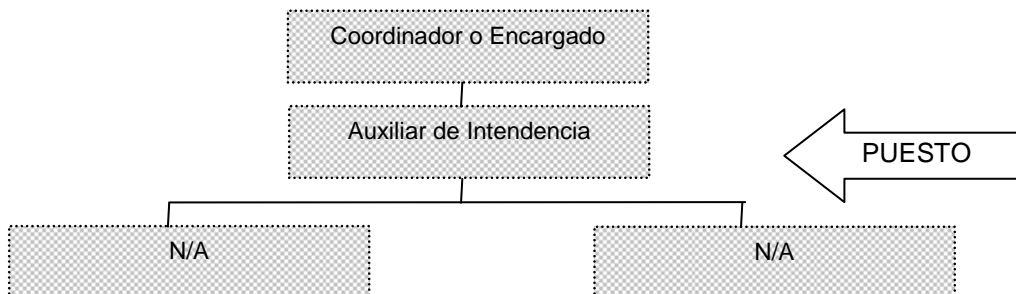 Coordinador o Encargado
Auxiliar de Intendencia
PUESTO
N/A
N/A